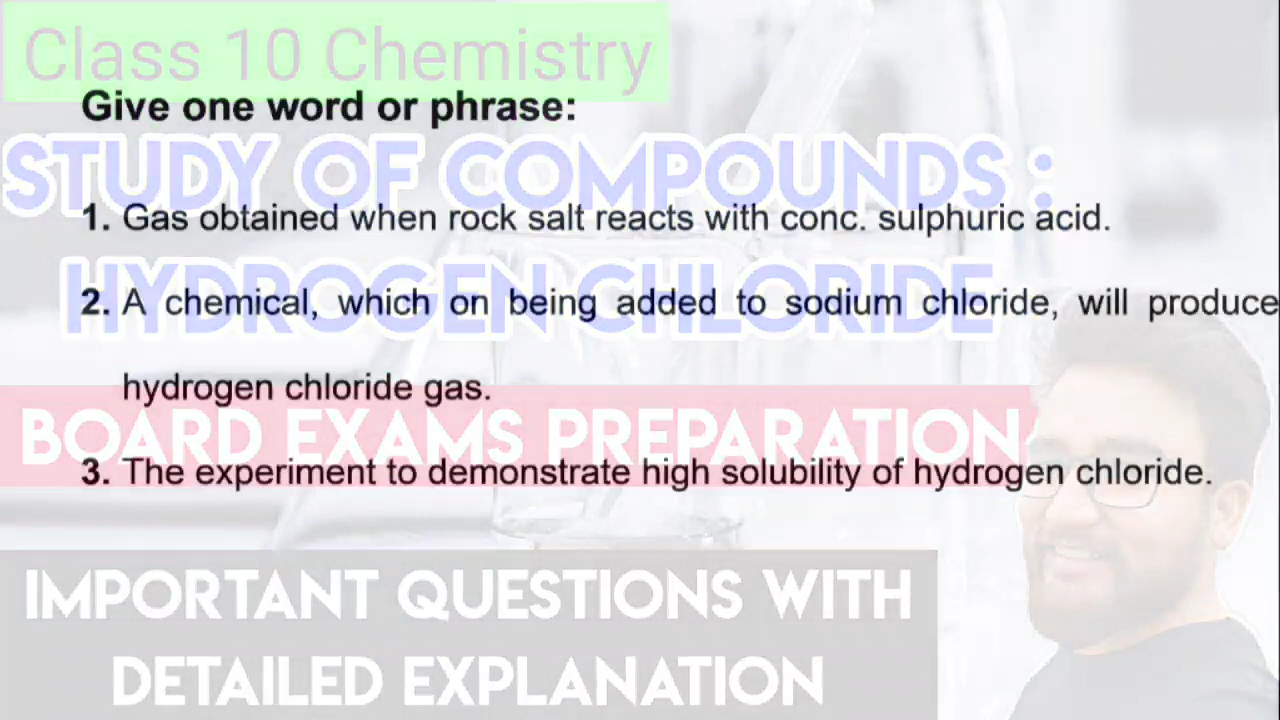 Class 10 Chemistry
Give one word or phrase:
STUDY OF COMPOUNDS :
1. Gas obtained when rock salt reacts with conc. sulphuric acid.
HYDROGEN CHLORIDE
2. A chemical, which on being added to sodium chloride, will produce
hydrogen chloride gas.
BOARD EXAMS PREPARATION
3. The experiment to demonstrate high solubility of hydrogen chloride.
IMPORTANT QUESTIONS WITH
DETAILED EXPLANATION